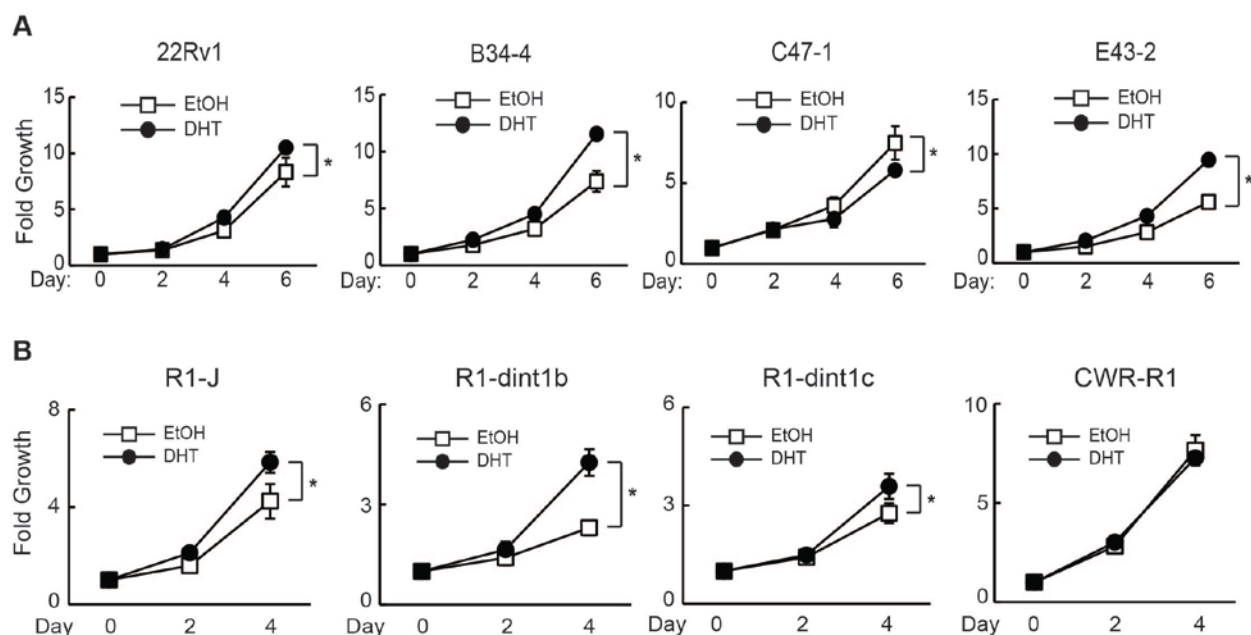 A
22Rv1
B34-4
C47-1
E43-2
Fold Growth
15
10
5
0
EtOH
DHT
*
Day: 0 2 4 6
15
10
5
0
EtOH
DHT
*
Day: 0 2 4 6
10
5
0
EtOH
DHT
*
Day: 0 2 4 6
15
10
5
0
EtOH
DHT
*
Day: 0 2 4 6
B
R1-J
R1-dint1b
R1-dint1c
CWR-R1
Fold Growth
8
4
0
EtOH
DHT
*
Day 0 2 4
6
3
0
EtOH
DHT
*
Day 0 2 4
6
3
0
EtOH
DHT
*
Day 0 2 4
10
5
0
EtOH
DHT
Day 0 2 4